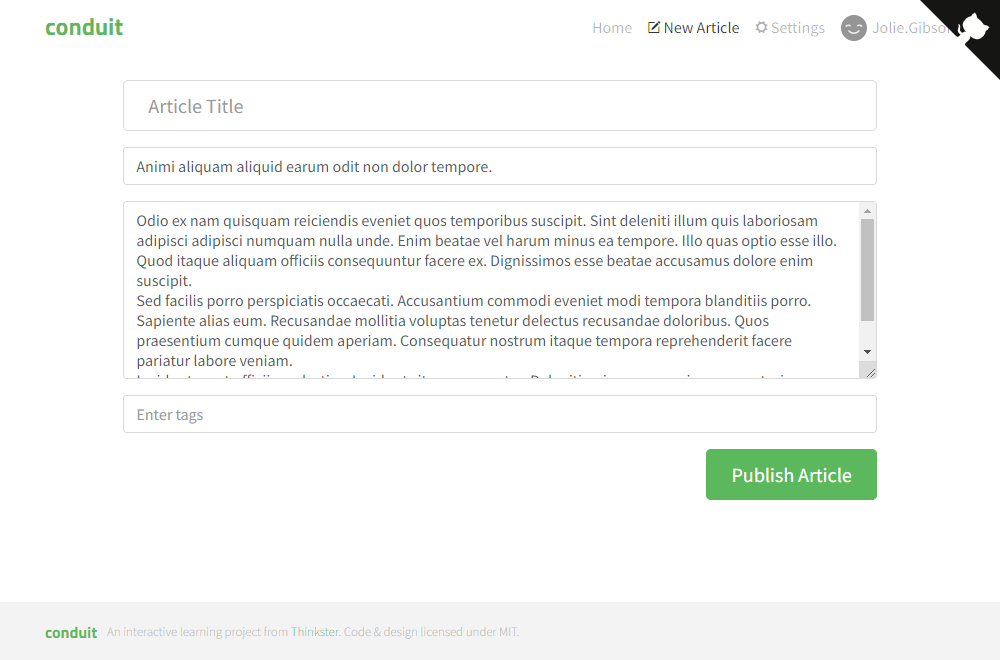 conduit
Home New Article Settings
Article Title
Animi aliquam aliquid earum odit non dolor tempore.
Odio ex nam quisquam reiciendis eveniet quos temporibus suscipit. Sint deleniti illum quis laboriosam
adipisci adipisci numquam nulla unde. Enim beatae vel harum minus ea tempore. Illo quas optio esse illo.
Quod itaque aliquam officiis consequuntur facere ex. Dignissimos esse beatae accusamus dolore enim
suscipit.
Sed facilis porro perspiciatis occaecati. Accusantium commodi eveniet modi tempora blanditiis porro.
Sapiente alias eum. Recusandae mollitia voluptas tenetur delectus recusandae doloribus. Quos
praesentium cumque quidem aperiam. Consequatur nostrum itaque tempora reprehenderit facere
pariatur labore veniam.
Enter tags
Publish Article
conduit An interactive learning project from Thinkster. Code & design licensed under MIT.